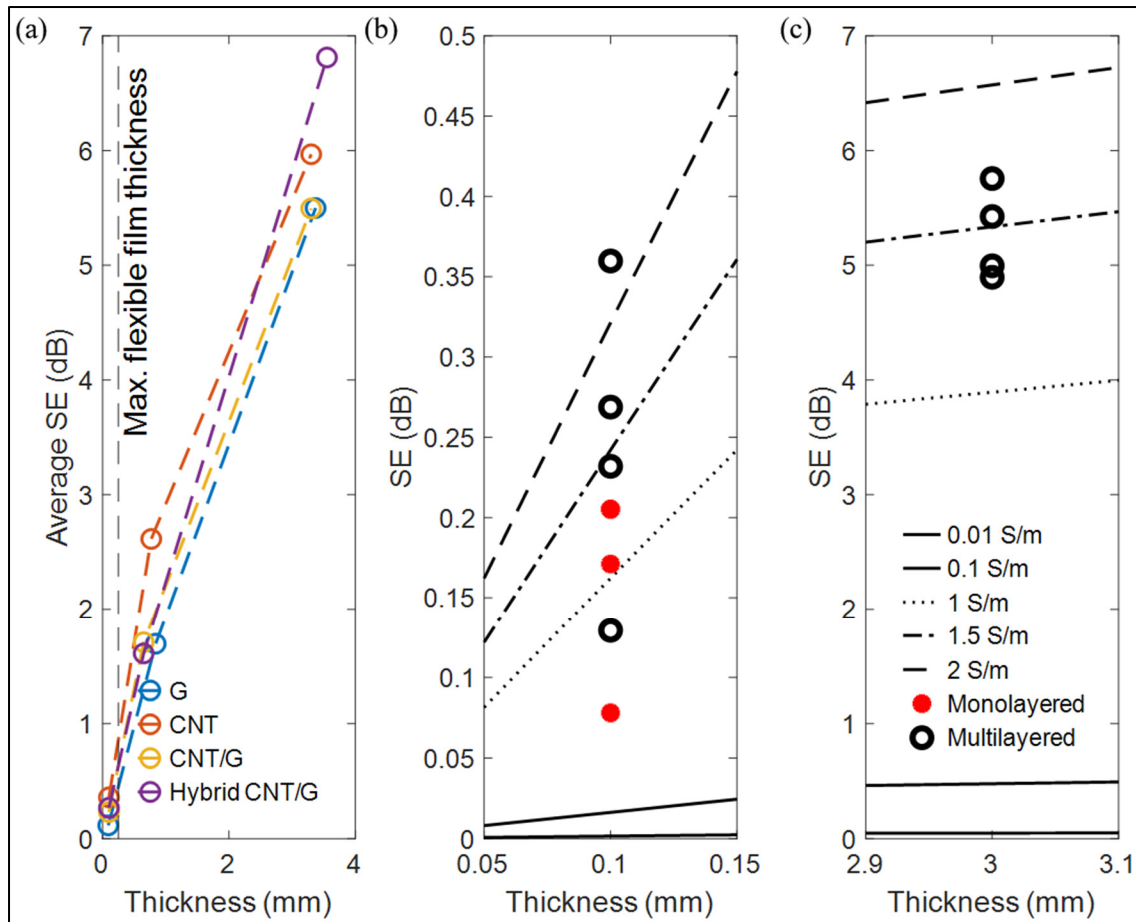 (a)
7
6
5
4
3
2
1
0
Average SE (dB)
Max. flexible film thickness
G
CNT
CNT/G
Hybrid CNT/G
0 2 4
Thickness (mm)
(b)
0.5
0.45
0.4
0.35
0.3
0.25
0.2
0.15
0.1
0.05
0
SE (dB)
0.05 0.1 0.15
Thickness (mm)
(c)
7
6
5
4
3
2
1
0
SE (dB)
0.01 S/m
0.1 S/m
1 S/m
1.5 S/m
2 S/m
Monolayered
Multilayered
2.9 3 3.1
Thickness (mm)